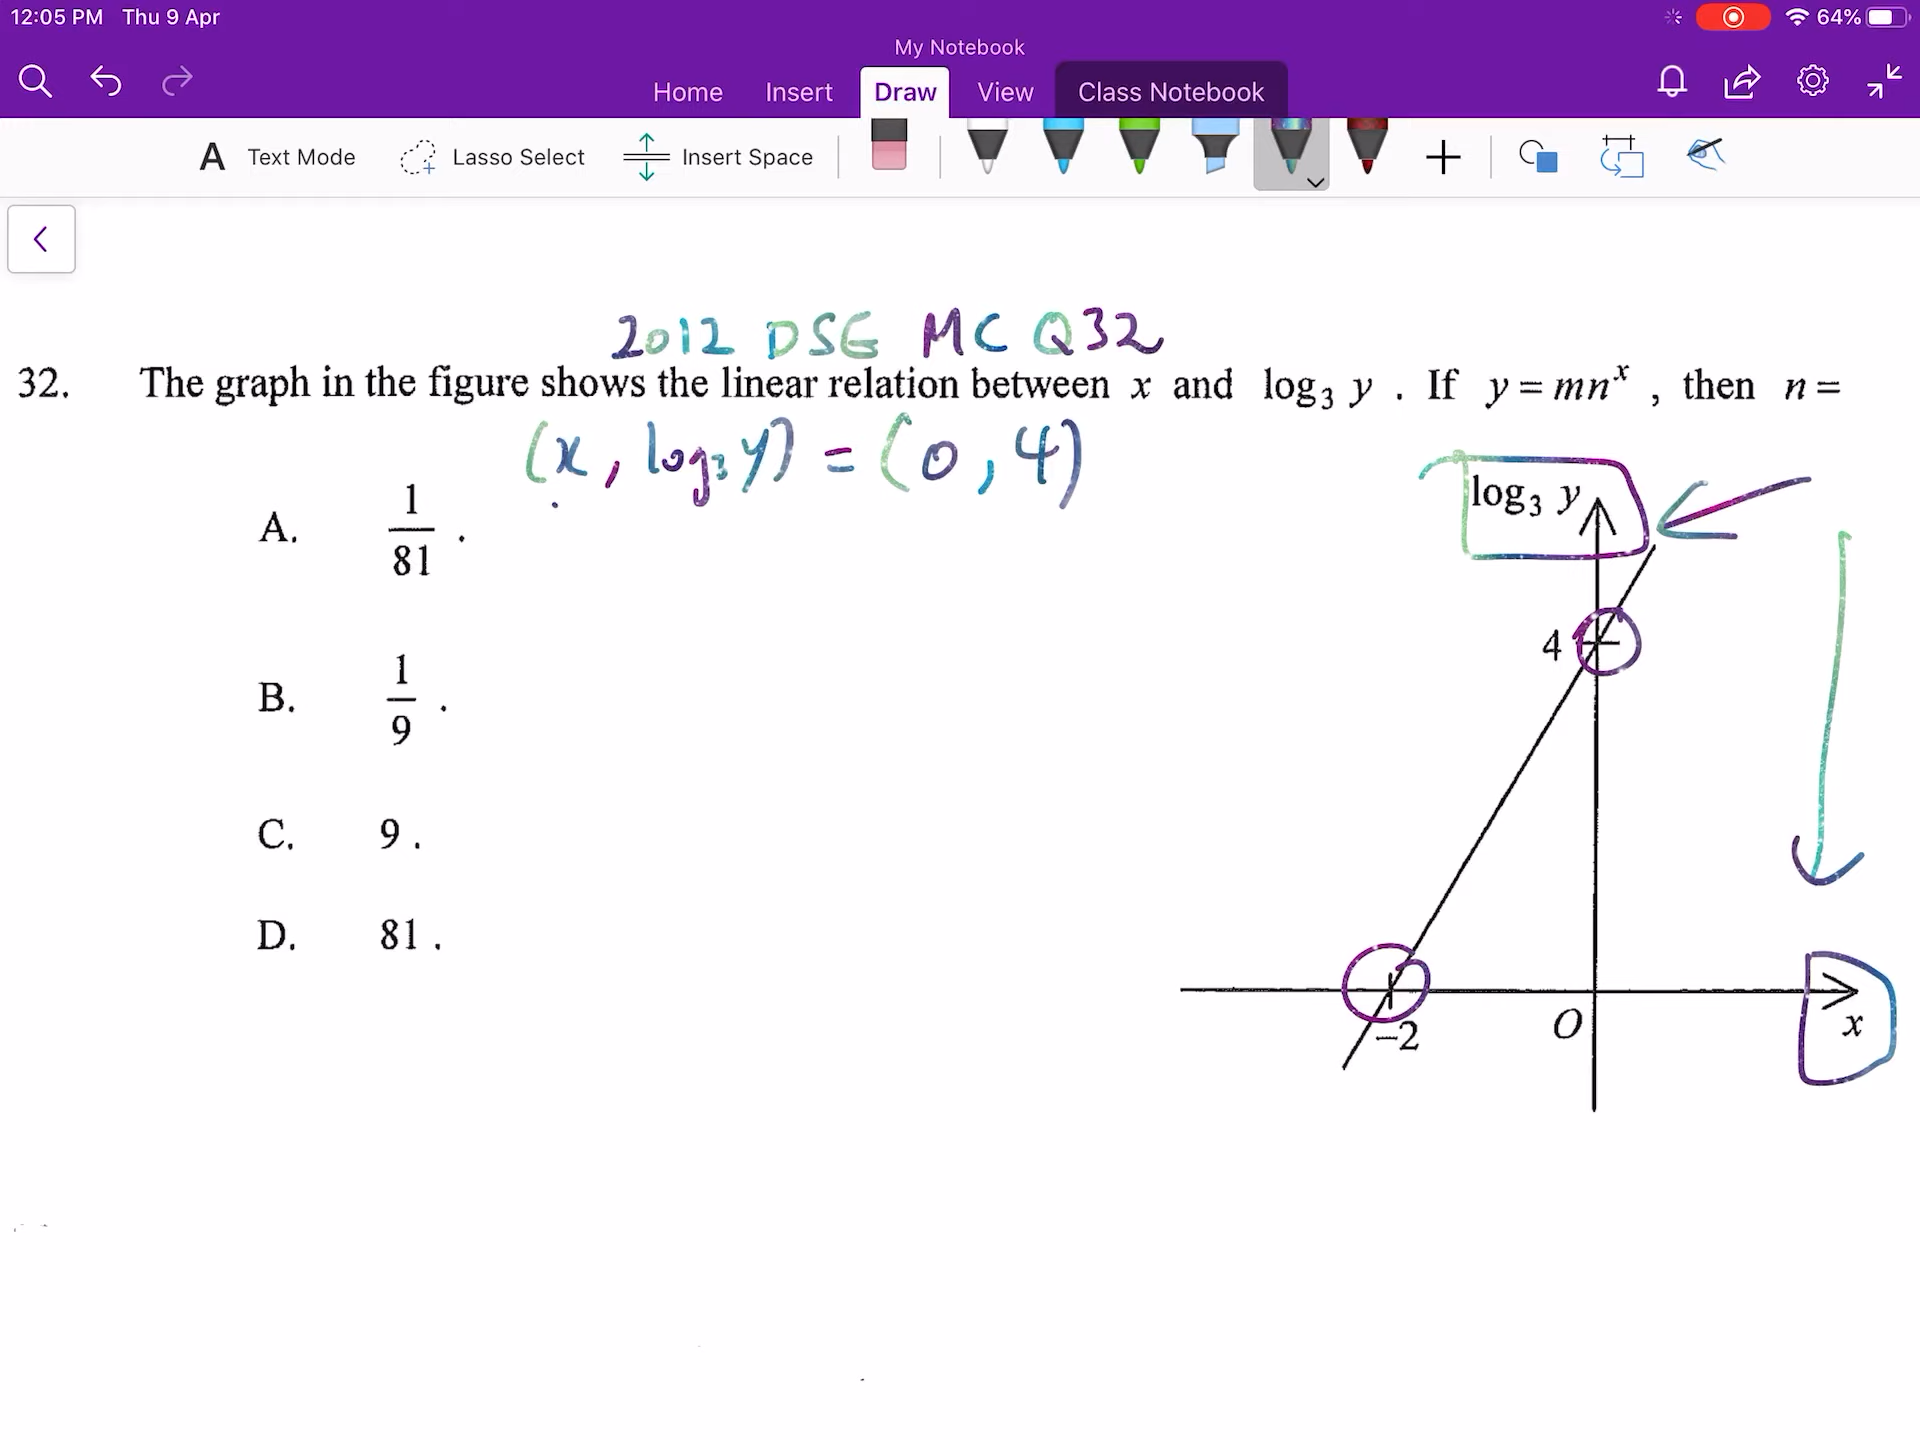 12:05 PM Thu 9 Apr
64%
My Notebook
Home Insert Draw View Class Notebook
A Text Mode Lasso Select Insert Space
2012 DSE MC Q32
32. The graph in the figure shows the linear relation between x and log₃ y . If y = mnˣ , then n =
(x, log₃y) = (0, 4)
A. 1/81 .
B. 1/9 .
C. 9 .
D. 81 .
log₃ y
4
−2
O
x